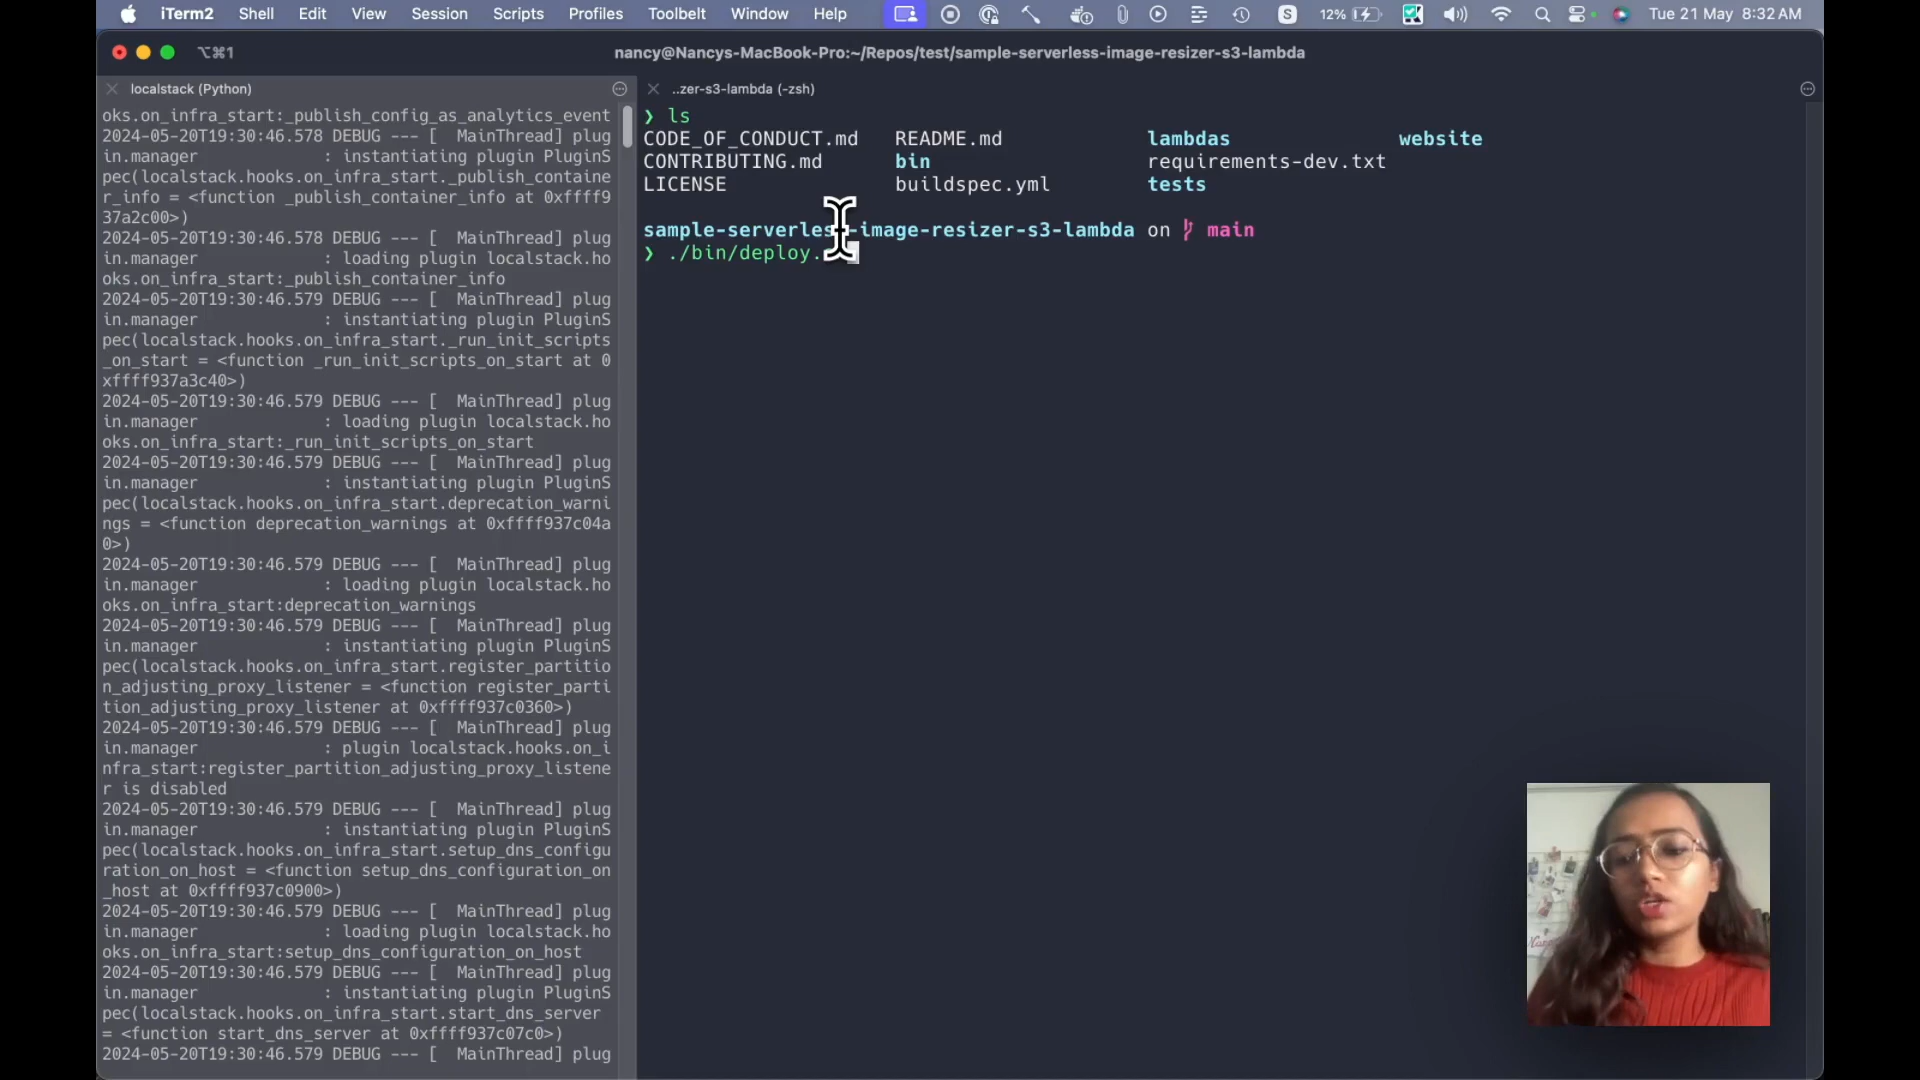 iTerm2 Shell Edit View Session Scripts Profiles Toolbelt Window Help S 12% Tue 21 May 8:32 AM
⌥⌘1 nancy@Nancys-MacBook-Pro:~/Repos/test/sample-serverless-image-resizer-s3-lambda
localstack (Python)
oks.on_infra_start:_publish_config_as_analytics_event
2024-05-20T19:30:46.578 DEBUG --- [  MainThread] plug
in.manager             : instantiating plugin PluginS
pec(localstack.hooks.on_infra_start._publish_containe
r_info = <function _publish_container_info at 0xffff9
37a2c00>)
2024-05-20T19:30:46.578 DEBUG --- [  MainThread] plug
in.manager             : loading plugin localstack.ho
oks.on_infra_start:_publish_container_info
2024-05-20T19:30:46.579 DEBUG --- [  MainThread] plug
in.manager             : instantiating plugin PluginS
pec(localstack.hooks.on_infra_start._run_init_scripts
_on_start = <function _run_init_scripts_on_start at 0
xffff937a3c40>)
2024-05-20T19:30:46.579 DEBUG --- [  MainThread] plug
in.manager             : loading plugin localstack.ho
oks.on_infra_start:_run_init_scripts_on_start
2024-05-20T19:30:46.579 DEBUG --- [  MainThread] plug
in.manager             : instantiating plugin PluginS
pec(localstack.hooks.on_infra_start.deprecation_warni
ngs = <function deprecation_warnings at 0xffff937c04a
0>)
2024-05-20T19:30:46.579 DEBUG --- [  MainThread] plug
in.manager             : loading plugin localstack.ho
oks.on_infra_start:deprecation_warnings
2024-05-20T19:30:46.579 DEBUG --- [  MainThread] plug
in.manager             : instantiating plugin PluginS
pec(localstack.hooks.on_infra_start.register_partitio
n_adjusting_proxy_listener = <function register_parti
tion_adjusting_proxy_listener at 0xffff937c0360>)
2024-05-20T19:30:46.579 DEBUG --- [  MainThread] plug
in.manager             : plugin localstack.hooks.on_i
nfra_start:register_partition_adjusting_proxy_listene
r is disabled
2024-05-20T19:30:46.579 DEBUG --- [  MainThread] plug
in.manager             : instantiating plugin PluginS
pec(localstack.hooks.on_infra_start.setup_dns_configu
ration_on_host = <function setup_dns_configuration_on
_host at 0xffff937c0900>)
2024-05-20T19:30:46.579 DEBUG --- [  MainThread] plug
in.manager             : loading plugin localstack.ho
oks.on_infra_start:setup_dns_configuration_on_host
2024-05-20T19:30:46.579 DEBUG --- [  MainThread] plug
in.manager             : instantiating plugin PluginS
pec(localstack.hooks.on_infra_start.start_dns_server
= <function start_dns_server at 0xffff937c07c0>)
2024-05-20T19:30:46.579 DEBUG --- [  MainThread] plug
..zer-s3-lambda (-zsh)
❯ ls
CODE_OF_CONDUCT.md   README.md            lambdas              website
CONTRIBUTING.md      bin                  requirements-dev.txt
LICENSE              buildspec.yml        tests
sample-serverless-image-resizer-s3-lambda on main
❯ ./bin/deploy.